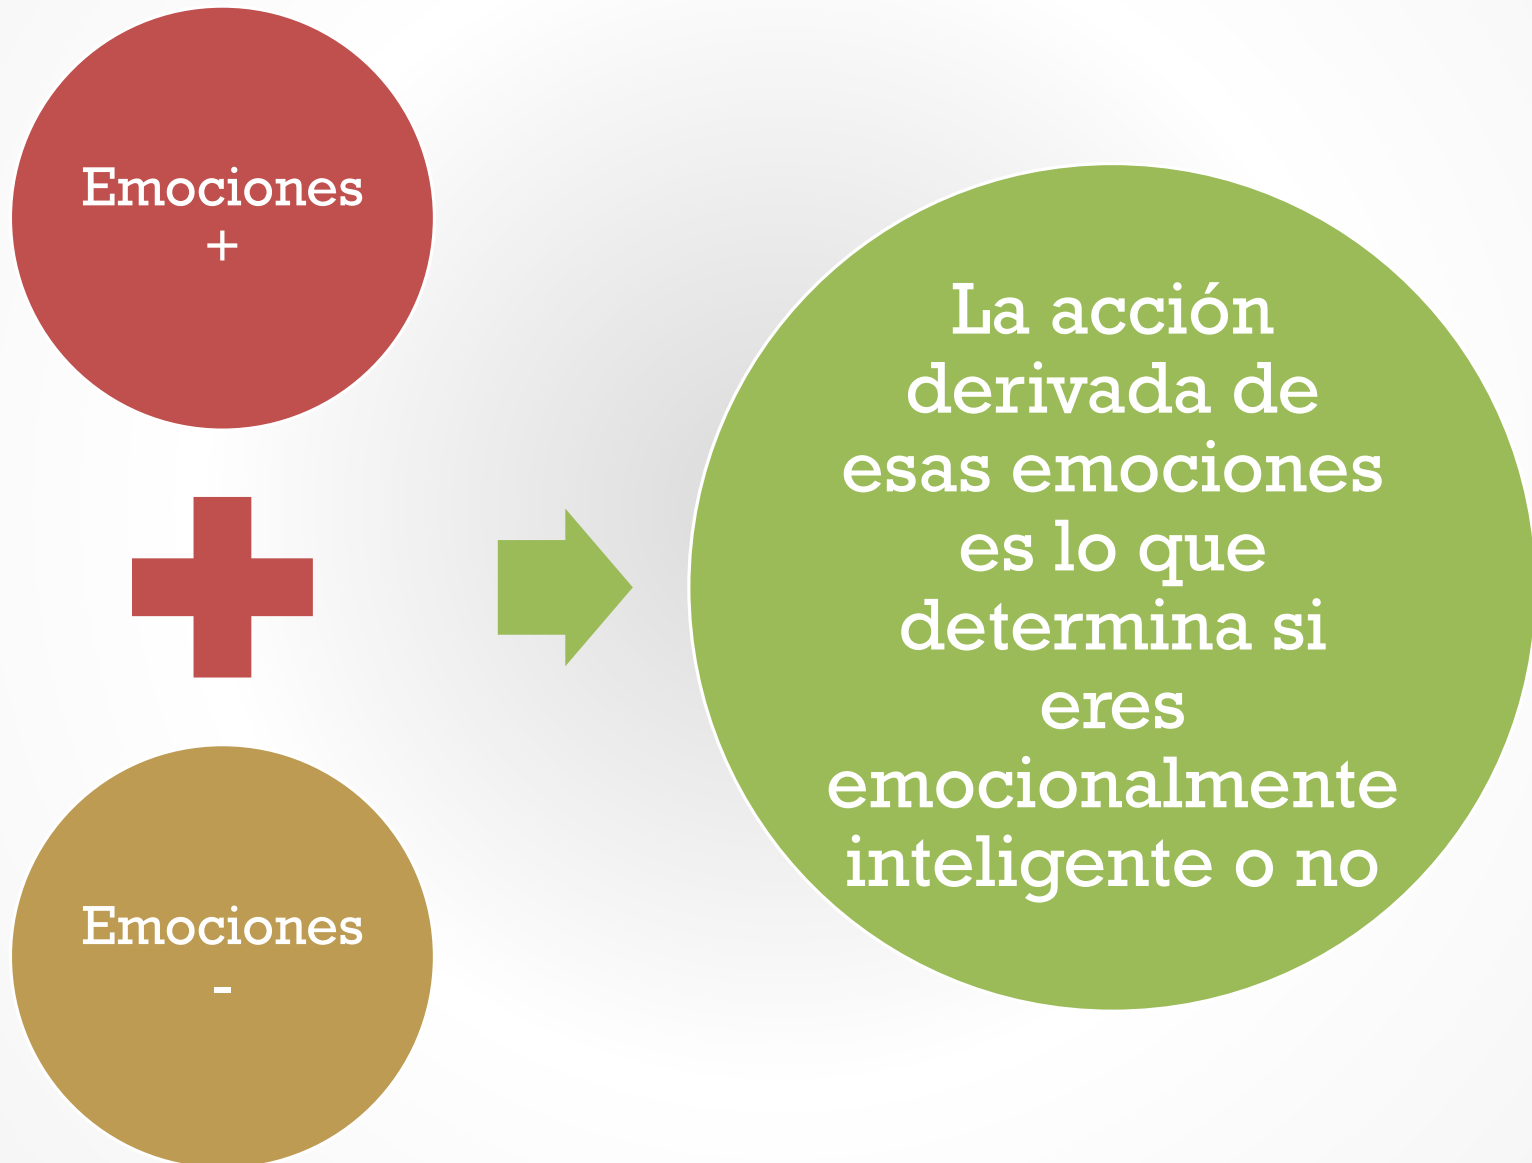 Emociones
+
Emociones
-
La acción
derivada de
esas emociones
es lo que
determina si
eres
emocionalmente
inteligente o no